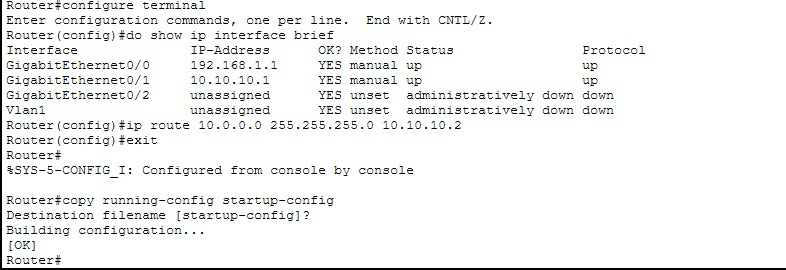 Router#configure terminal
Enter configuration commands, one per line.  End with CNTL/Z.
Router(config)#do show ip interface brief
Interface              IP-Address      OK? Method Status                Protocol
GigabitEthernet0/0     192.168.1.1     YES manual up                    up
GigabitEthernet0/1     10.10.10.1      YES manual up                    up
GigabitEthernet0/2     unassigned      YES unset  administratively down down
Vlan1                  unassigned      YES unset  administratively down down
Router(config)#ip route 10.0.0.0 255.255.255.0 10.10.10.2
Router(config)#exit
Router#
%SYS-5-CONFIG_I: Configured from console by console
Router#copy running-config startup-config
Destination filename [startup-config]?
Building configuration...
[OK]
Router#